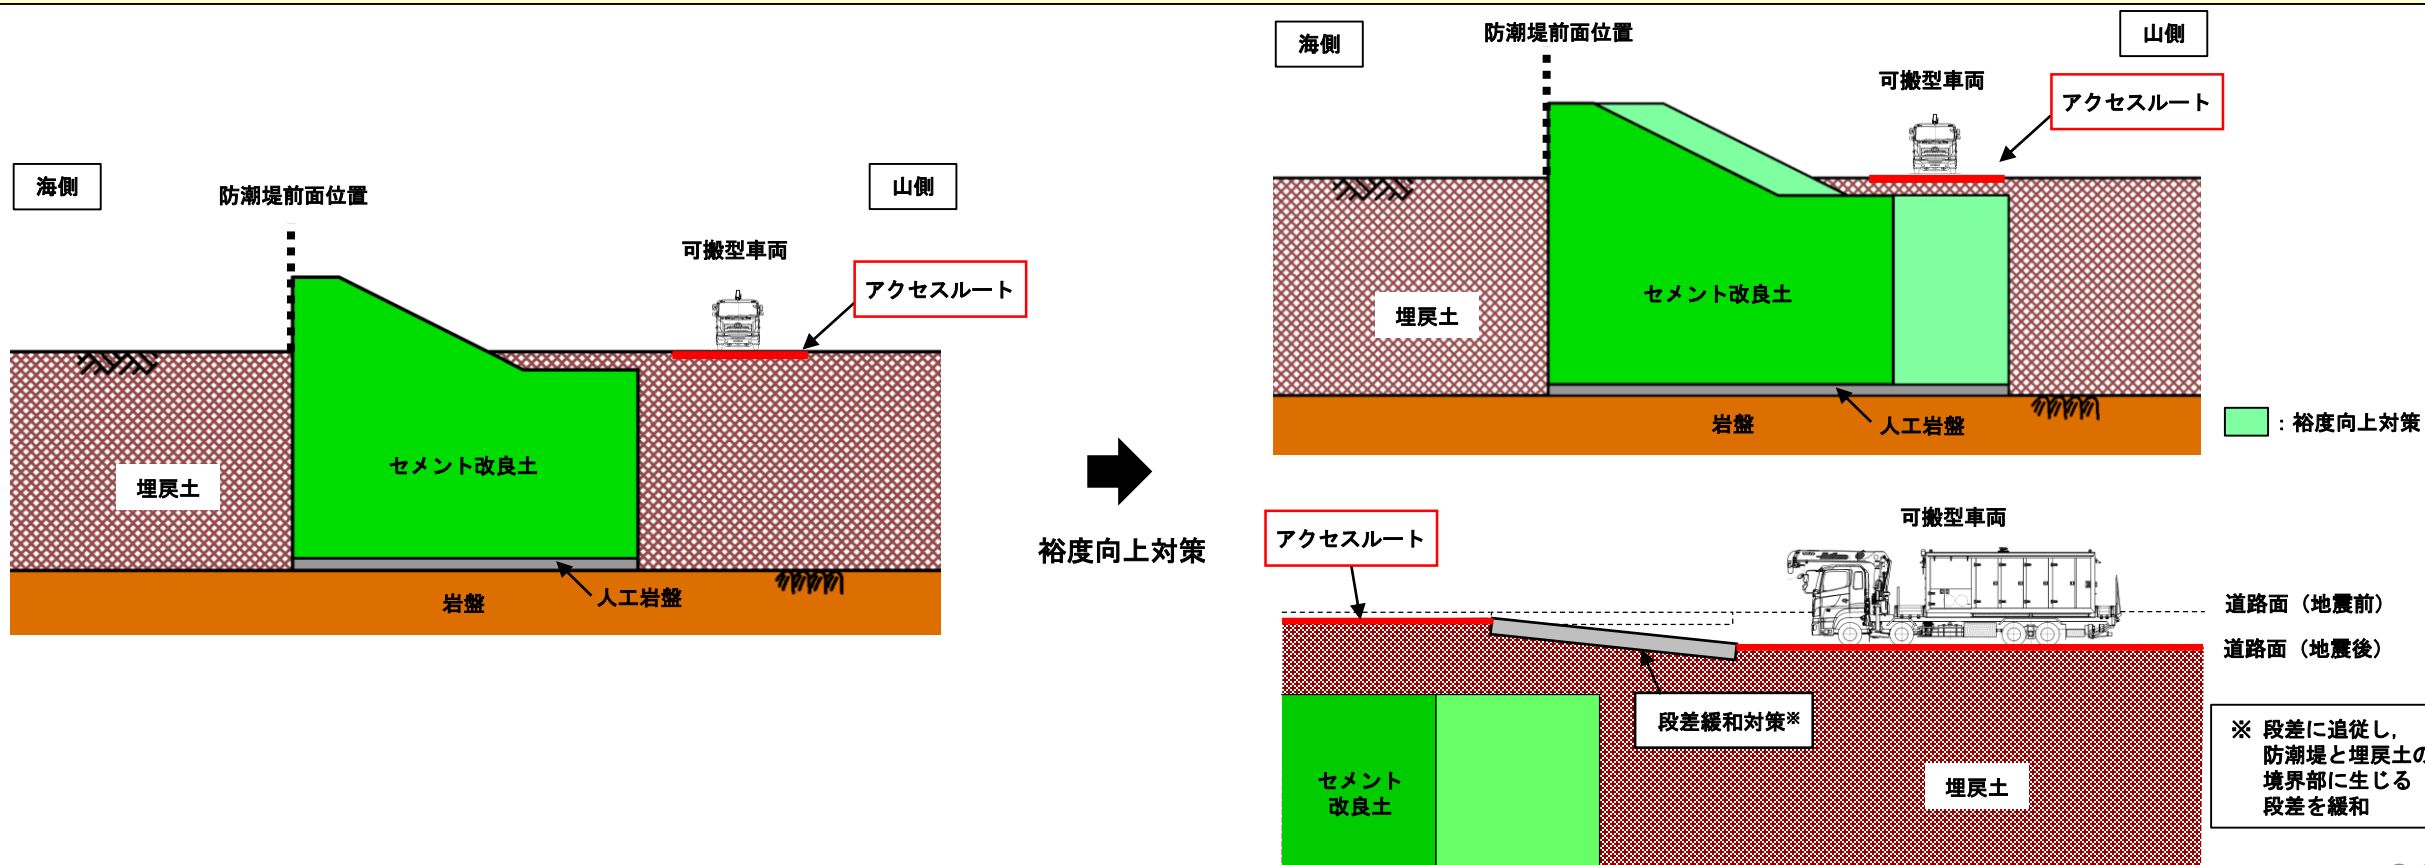 海側
防潮堤前面位置
山側
可搬型車両
アクセスルート
セメント改良土
埋戻土
岩盤
人工岩盤
裕度向上対策
海側
防潮堤前面位置
山側
可搬型車両
アクセスルート
セメント改良土
埋戻土
岩盤
人工岩盤
：裕度向上対策
アクセスルート
可搬型車両
道路面（地震前）
道路面（地震後）
段差緩和対策※
セメント
改良土
埋戻土
※ 段差に追従し，
防潮堤と埋戻土の
境界部に生じる
段差を緩和